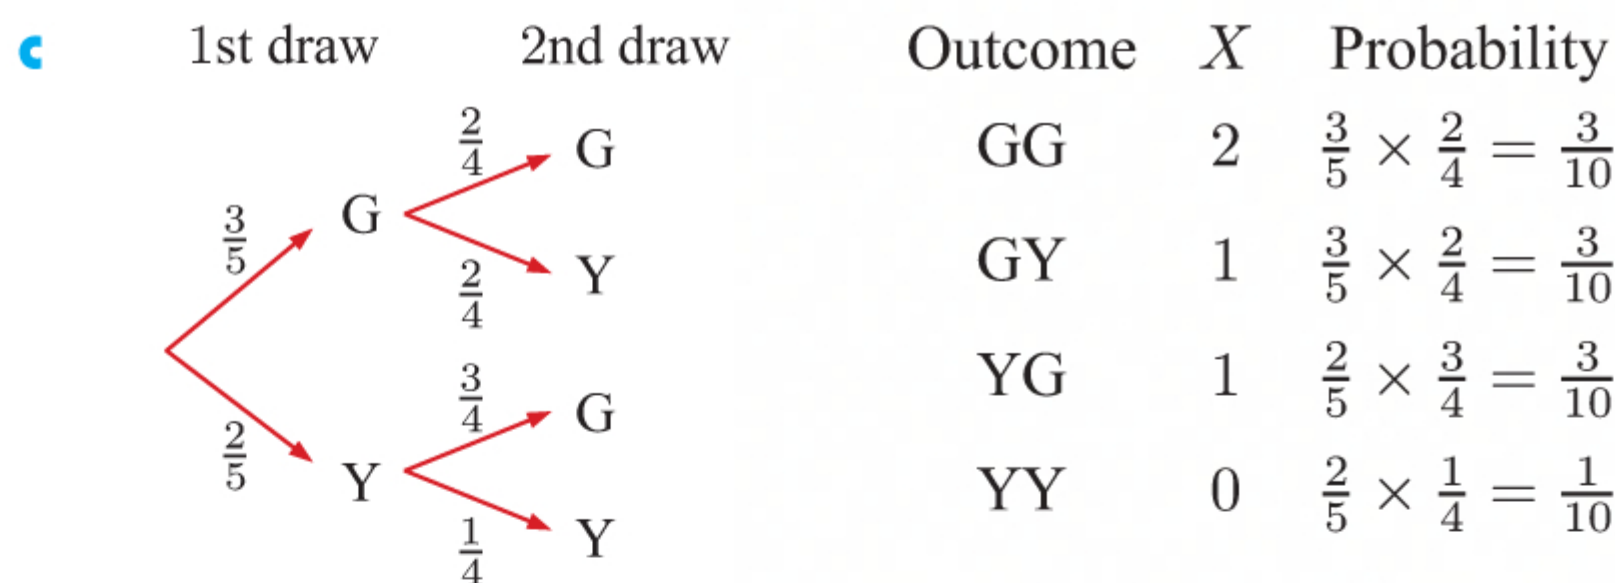 c 1st draw 2nd draw Outcome X Probability
2/4 G GG 2 3/5 × 2/4 = 3/10
3/5 G
2/4 Y GY 1 3/5 × 2/4 = 3/10
3/4 G YG 1 2/5 × 3/4 = 3/10
2/5 Y
1/4 Y YY 0 2/5 × 1/4 = 1/10